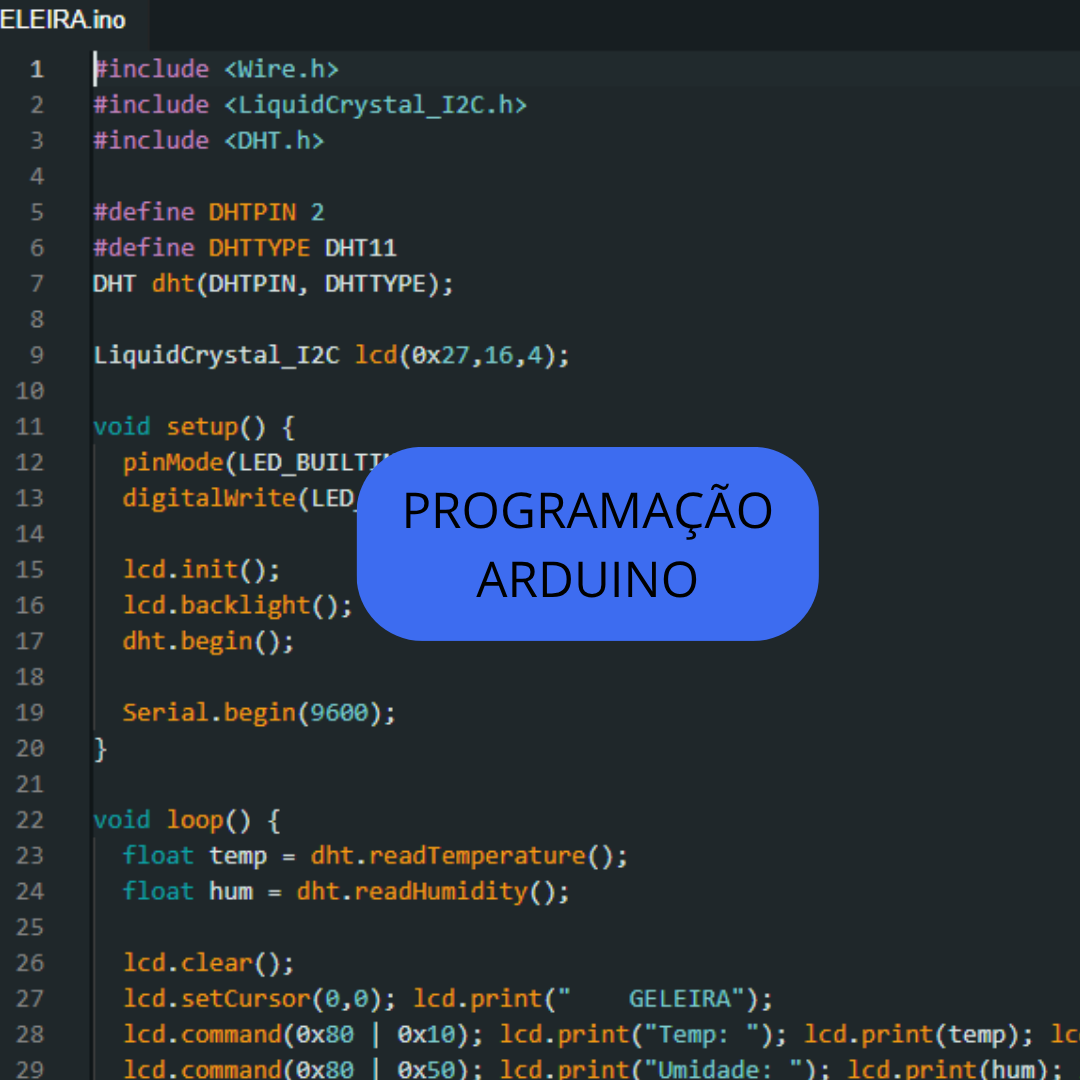 ELEIRA.ino
1 #include <Wire.h>
2 #include <LiquidCrystal_I2C.h>
3 #include <DHT.h>
4
5 #define DHTPIN 2
6 #define DHTTYPE DHT11
7 DHT dht(DHTPIN, DHTTYPE);
8
9 LiquidCrystal_I2C lcd(0x27,16,4);
10
11 void setup() {
12 pinMode(LED_BUILTI
13 digitalWrite(LED_
14
15 lcd.init();
16 lcd.backlight();
17 dht.begin();
18
19 Serial.begin(9600);
20 }
21
22 void loop() {
23 float temp = dht.readTemperature();
24 float hum = dht.readHumidity();
25
26 lcd.clear();
27 lcd.setCursor(0,0); lcd.print("    GELEIRA");
28 lcd.command(0x80 | 0x10); lcd.print("Temp: "); lcd.print(temp); lc
29 lcd.command(0x80 | 0x50); lcd.print("Umidade: "); lcd.print(hum);
PROGRAMAÇÃO
ARDUINO